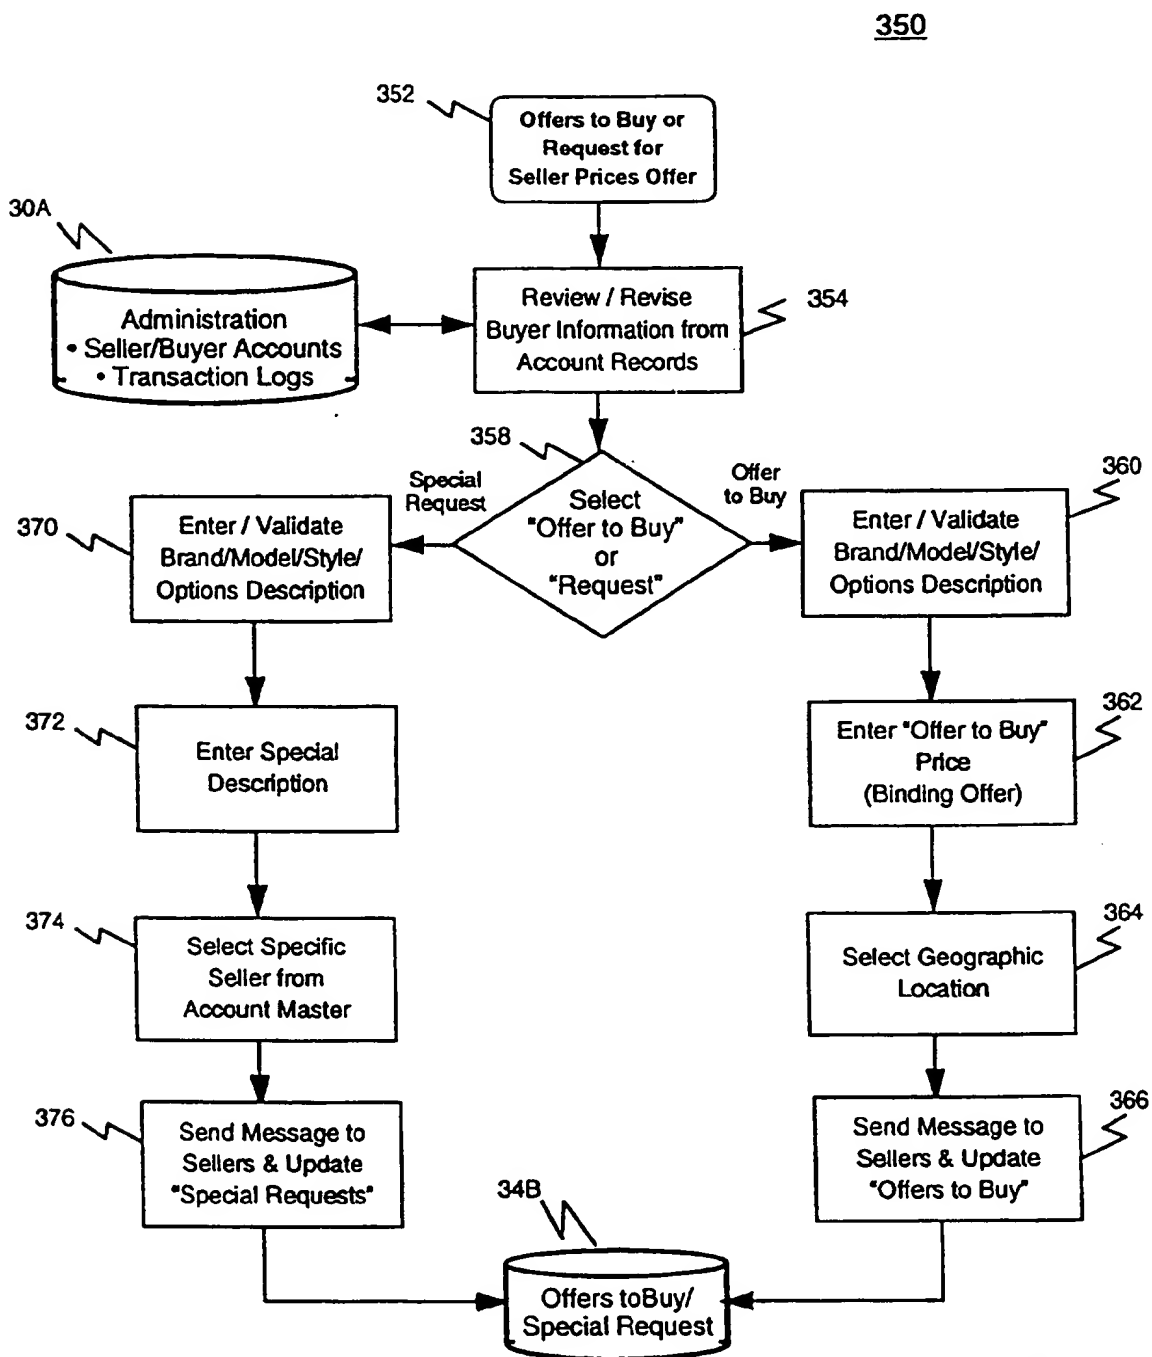 350
352
Offers to Buy or
Request for
Seller Prices Offer
30A
Administration
• Seller/Buyer Accounts
• Transaction Logs
Review / Revise
Buyer Information from
Account Records
354
358
Special
Request
Select
"Offer to Buy"
or
"Request"
Offer
to Buy
360
370
Enter / Validate
Brand/Model/Style/
Options Description
Enter / Validate
Brand/Model/Style/
Options Description
372
Enter Special
Description
Enter "Offer to Buy"
Price
(Binding Offer)
362
374
Select Specific
Seller from
Account Master
Select Geographic
Location
364
376
Send Message to
Sellers & Update
"Special Requests"
Send Message to
Sellers & Update
"Offers to Buy"
366
34B
Offers toBuy/
Special Request